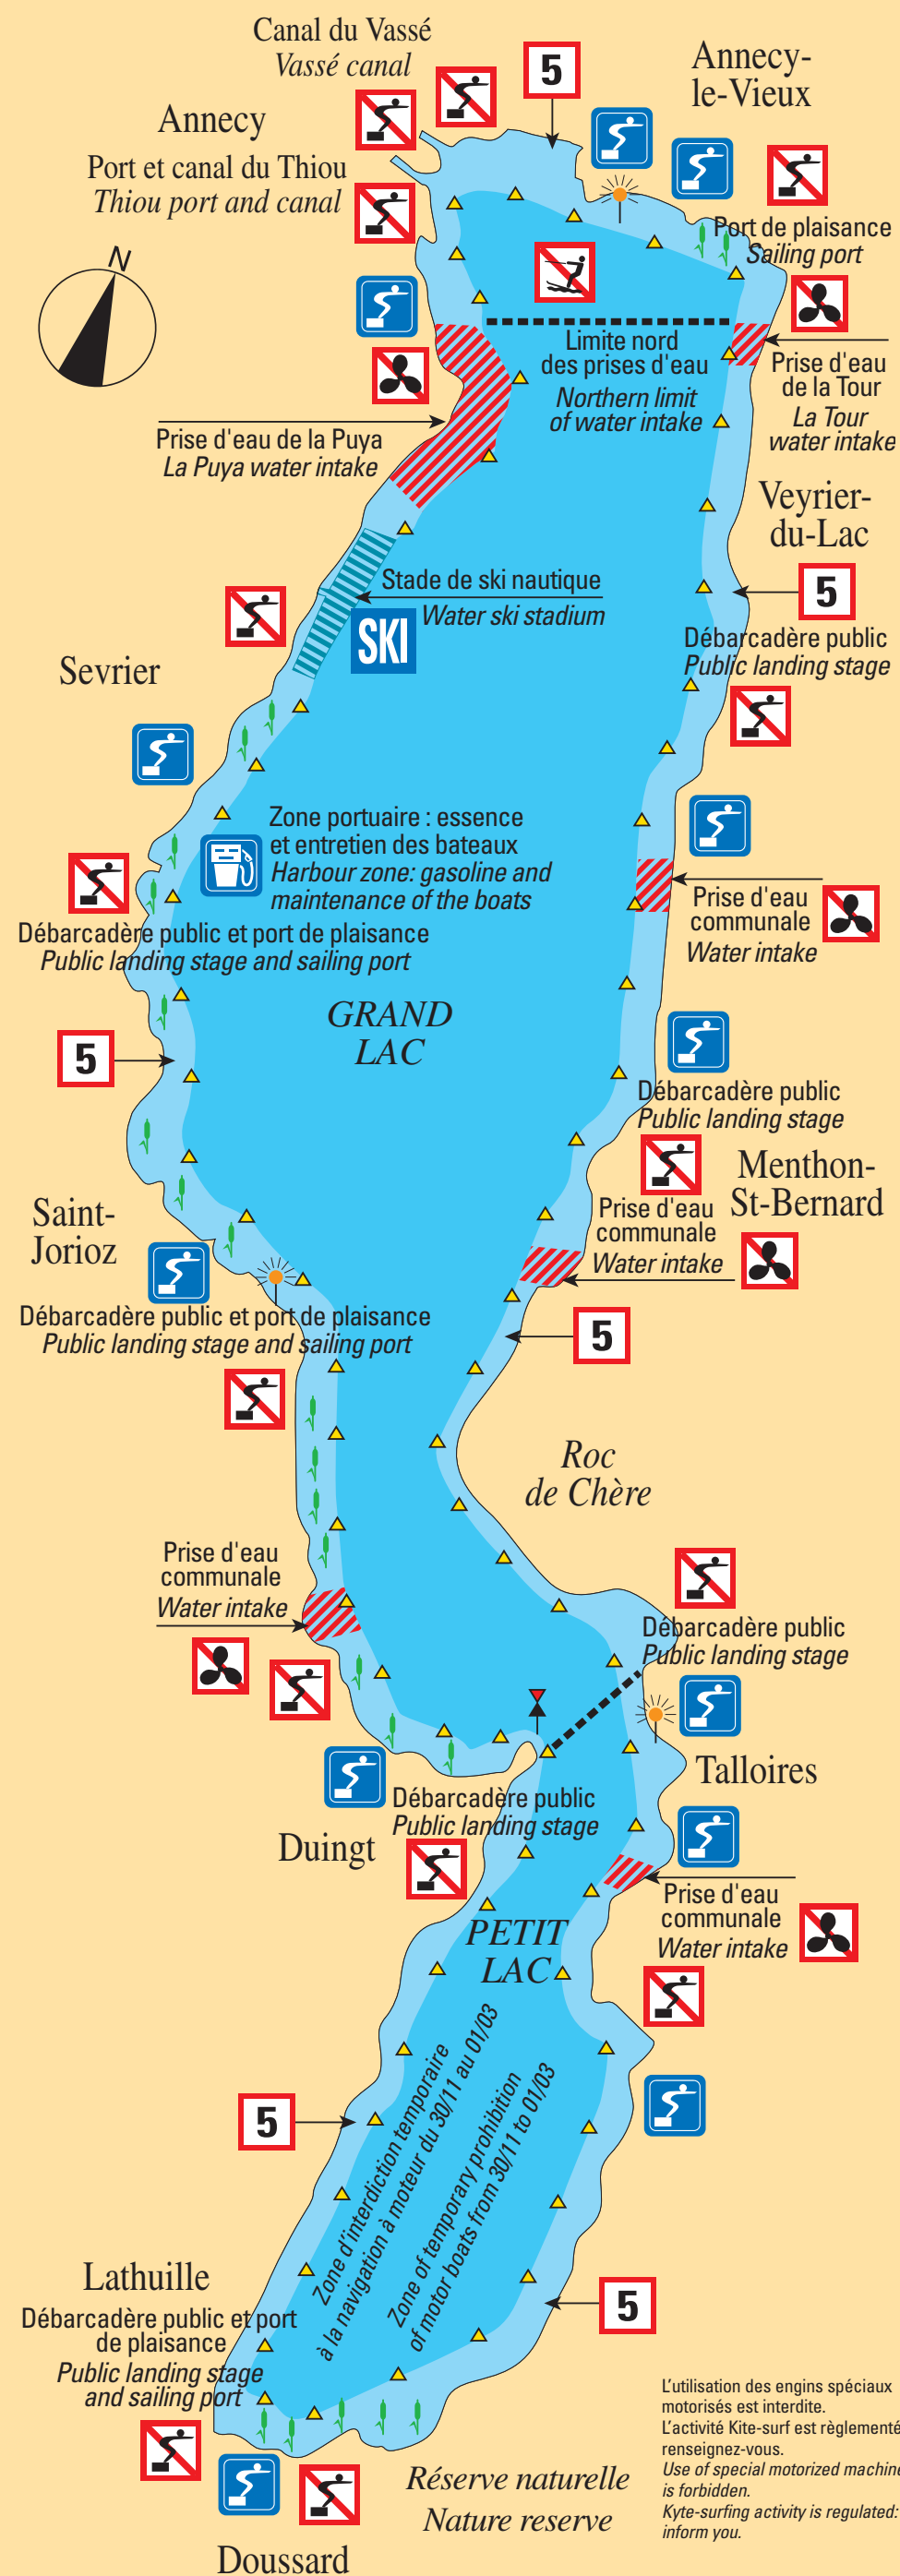 Canal du Vassé
Vassé canal
5
Annecy-
le-Vieux
Annecy
Port et canal du Thiou
Thiou port and canal
Port de plaisance
Sailing port
N
Limite nord
des prises d'eau
Northern limit
of water intake
Prise d'eau
de la Tour
La Tour
water intake
Prise d'eau de la Puya
La Puya water intake
Veyrier-
du-Lac
Stade de ski nautique
Water ski stadium
SKI
5
Débarcadère public
Public landing stage
Sevrier
Zone portuaire : essence
et entretien des bateaux
Harbour zone: gasoline and
maintenance of the boats
Prise d'eau
communale
Water intake
Débarcadère public et port de plaisance
Public landing stage and sailing port
GRAND
LAC
5
Débarcadère public
Public landing stage
Menthon-
St-Bernard
Prise d'eau
communale
Water intake
Saint-
Jorioz
Débarcadère public et port de plaisance
Public landing stage and sailing port
5
Roc
de Chère
Prise d'eau
communale
Water intake
Débarcadère public
Public landing stage
Talloires
Débarcadère public
Public landing stage
Duingt
Prise d'eau
communale
Water intake
PETIT
LAC
Zone d'interdiction temporaire
à la navigation à moteur du 30/11 au 01/03
Zone of temporary prohibition
of motor boats from 30/11 to 01/03
5
5
Lathuille
Débarcadère public et port
de plaisance
Public landing stage
and sailing port
L'utilisation des engins spéciaux
motorisés est interdite.
L'activité Kite-surf est règlementé
renseignez-vous.
Use of special motorized machine
is forbidden.
Kyte-surfing activity is regulated:
inform you.
Réserve naturelle
Nature reserve
Doussard